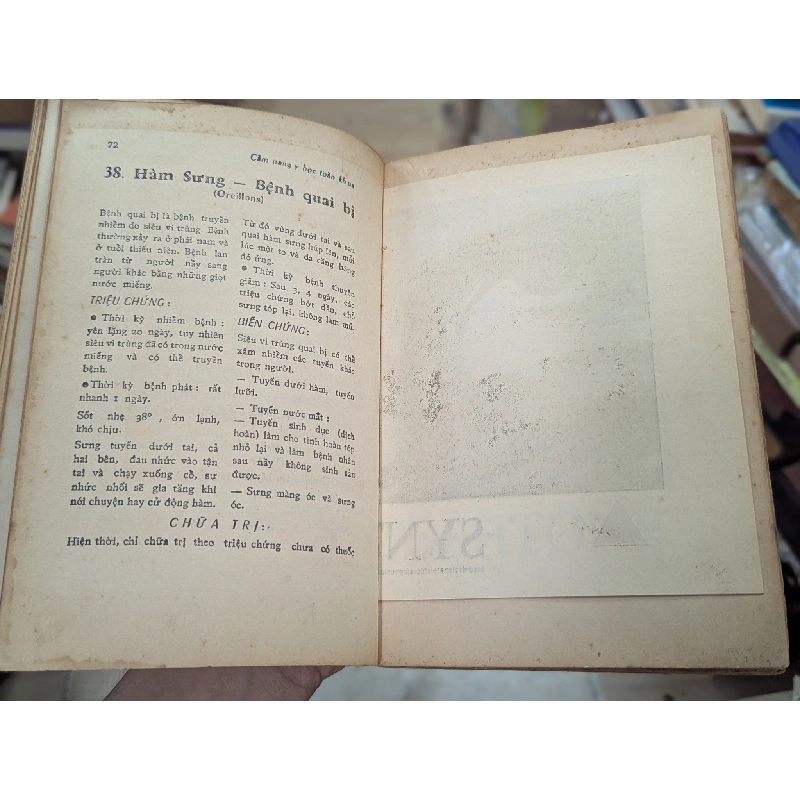 72
Cẩm nang y học toàn khoa
38. Hàm Sưng — Bệnh quai bị
(Oreillons)
Bệnh quai bị là bệnh truyền
nhiễm do siêu vi trùng. Bệnh
thường xảy ra ở phái nam và
ở tuổi thiếu niên. Bệnh lan
tràn từ người nầy sang
người khác bằng những giọt
nước miếng.
TRIỆU CHỨNG:
● Thời kỳ nhiễm bệnh :
yên lặng 20 ngày, tuy nhiên
siêu vi trùng đã có trong nước
miếng và có thể truyền
bệnh.
● Thời kỳ bệnh phát : rất
nhanh 1 ngày.
Sốt nhẹ 38°, ớn lạnh,
khó chịu.
Sưng tuyến dưới tai, cả
hai bên, đau nhức vào tận
tai và chạy xuống cổ, sự
nhức nhối sẽ gia tăng khi
nói chuyện hay cử động hàm.
Từ đó vùng dưới tai và sau
quai hàm sưng húp lên, mỗi
lúc một to và da căng bóng
đỏ ửng.
● Thời kỳ bệnh thuyên
giảm : Sau 3, 4 ngày, các
triệu chứng bớt dần, chỗ
sưng tóp lại, không làm mủ.
BIẾN CHỨNG:
Siêu vi trùng quai bị có thể
xâm nhiễm các tuyến khác
trong người.
— Tuyến dưới hàm, tuyến
lưỡi.
— Tuyến nước mắt :
— Tuyến sinh dục (dịch
hoàn) làm cho tinh hoàn tóp
nhỏ lại và làm bệnh nhân
sau nầy không sinh sản
được.
— Sưng màng óc và sưng
óc.
CHỮA TRỊ:
Hiện thời, chỉ chữa trị theo triệu chứng chưa có thuốc
SYN